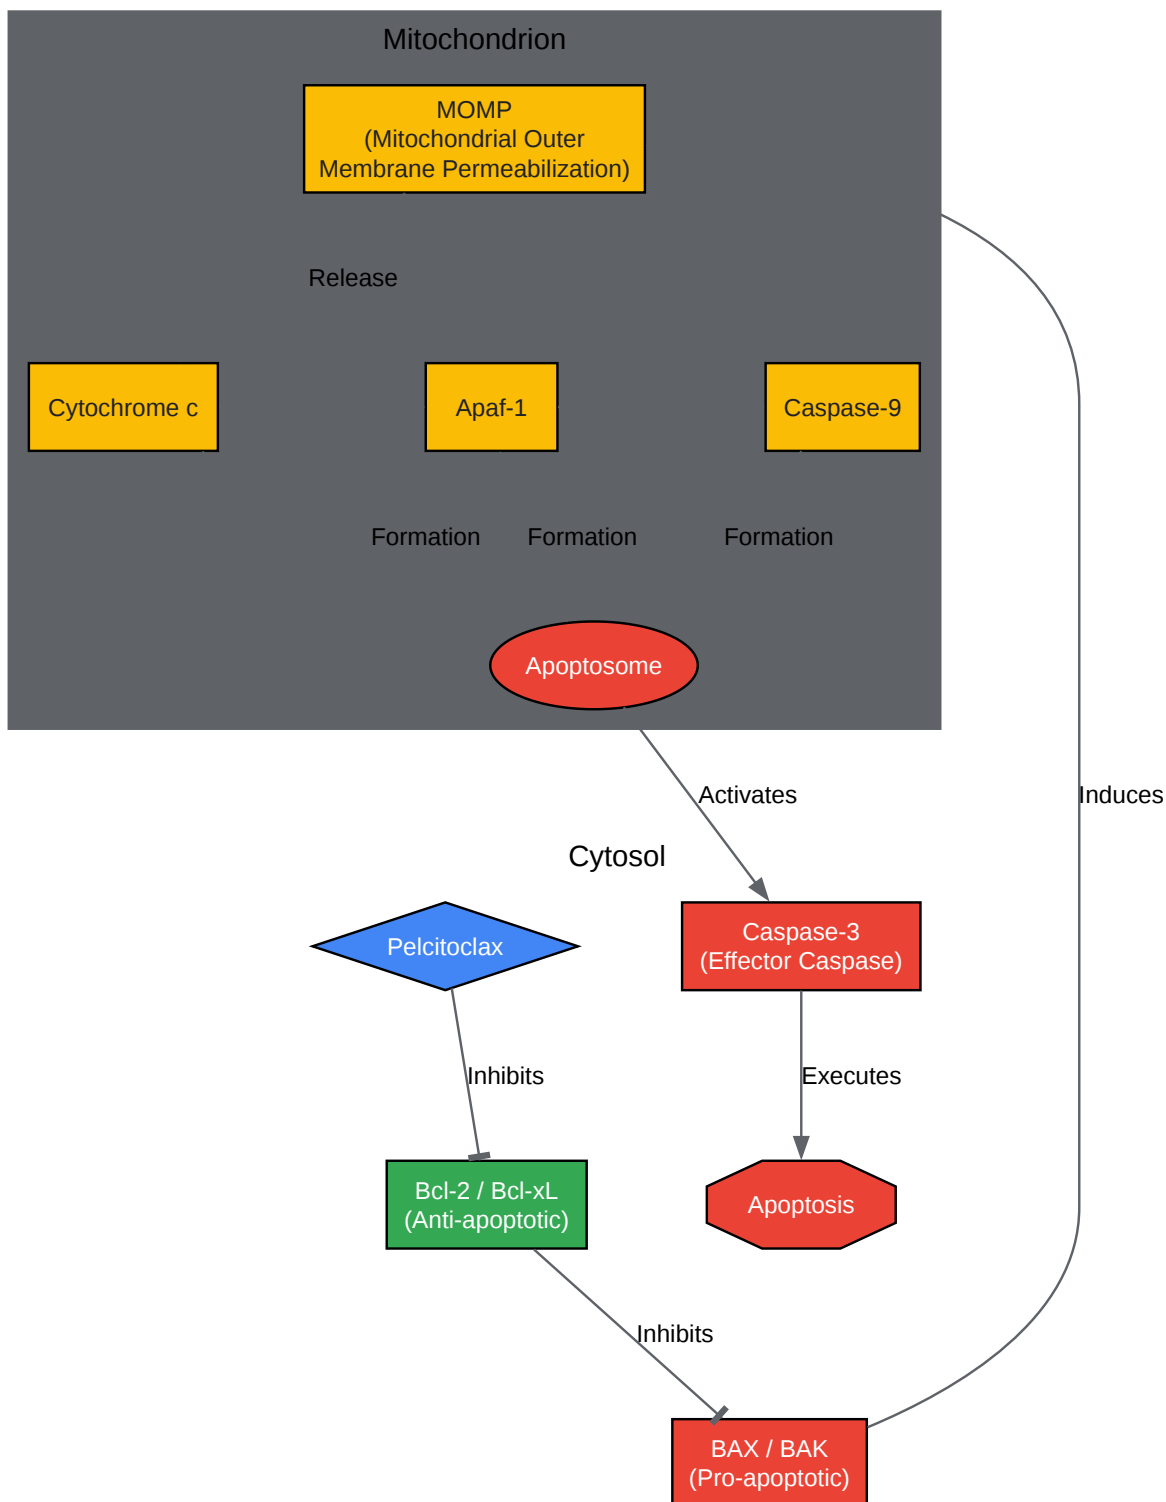 Mitochondrion
MOMP
(Mitochondrial Outer
Membrane Permeabilization)
Release
Cytochrome c
Apaf-1
Caspase-9
Formation
Formation
Formation
Apoptosome
Activates
Induces
Cytosol
Pelcitoclax
Caspase-3
(Effector Caspase)
Inhibits
Executes
Bcl-2 / Bcl-xL
(Anti-apoptotic)
Apoptosis
Inhibits
BAX / BAK
(Pro-apoptotic)